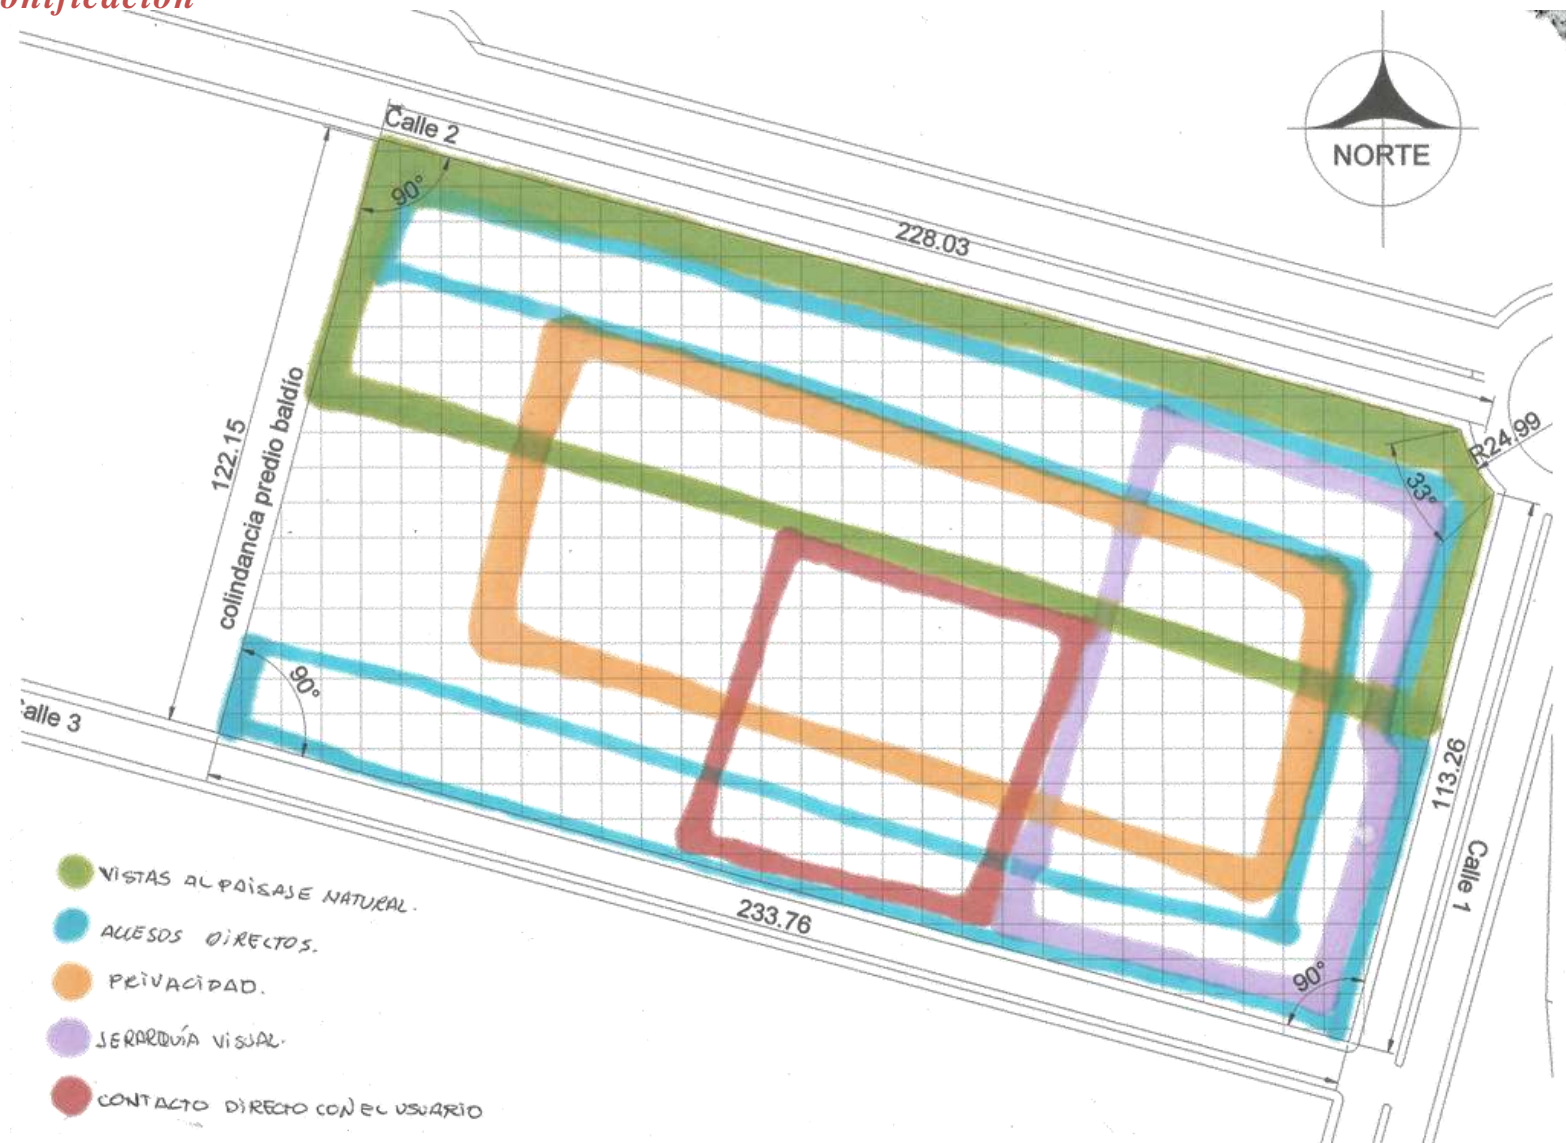 onificación
Calle 2
NORTE
90°
228.03
R24.99
33°
122.15
colindancia predio baldío
90°
alle 3
113.26
Calle 1
233.76
90°
VISTAS AL PAISAJE NATURAL.
ACCESOS DIRECTOS.
PRIVACIDAD.
JERARQUÍA VISUAL.
CONTACTO DIRECTO CON EL USUARIO